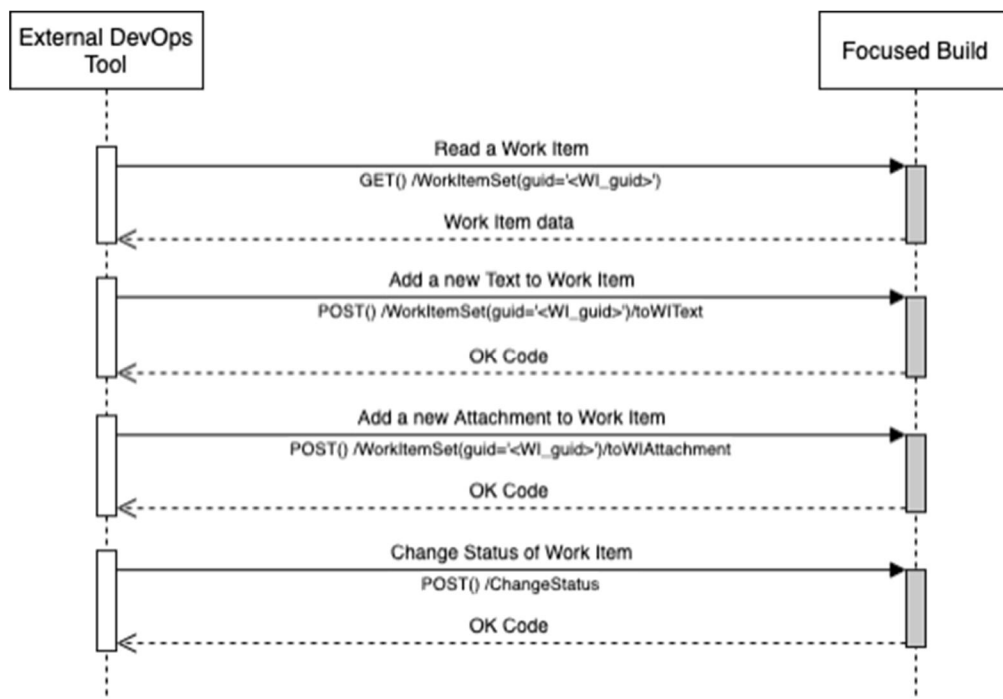 External DevOps
Tool
Focused Build
Read a Work Item
GET() /WorkItemSet(guid='<WI_guid>')
Work Item data
Add a new Text to Work Item
POST() /WorkItemSet(guid='<WI_guid>')/toWIText
OK Code
Add a new Attachment to Work Item
POST() /WorkItemSet(guid='<WI_guid>')/toWIAttachment
OK Code
Change Status of Work Item
POST() /ChangeStatus
OK Code